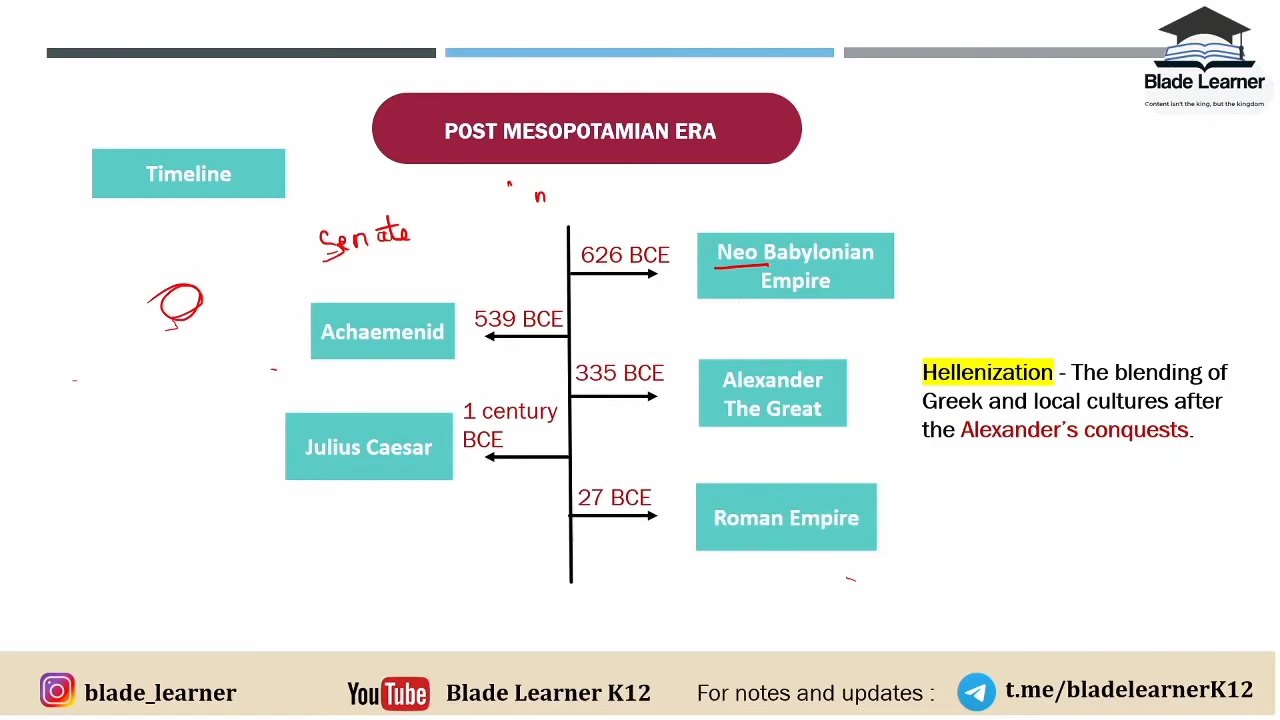 Blade Learner
Content isn't the king, but the kingdom
POST MESOPOTAMIAN ERA
Timeline
n
Senate
626 BCE
Neo Babylonian
Empire
Achaemenid
539 BCE
335 BCE
Alexander
The Great
Hellenization - The blending of
Greek and local cultures after
the Alexander's conquests.
1 century
BCE
Julius Caesar
27 BCE
Roman Empire
blade_learner
YouTube
Blade Learner K12
For notes and updates :
t.me/bladelearnerK12